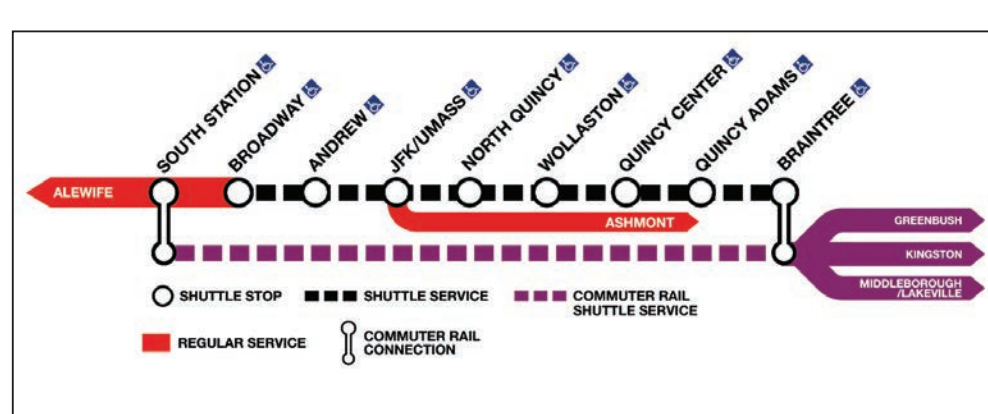 SOUTH STATION
BROADWAY
ANDREW
JFK/UMASS
NORTH QUINCY
WOLLASTON
QUINCY CENTER
QUINCY ADAMS
BRAINTREE
ALEWIFE
ASHMONT
GREENBUSH
KINGSTON
MIDDLEBOROUGH
/LAKEVILLE
SHUTTLE STOP
SHUTTLE SERVICE
COMMUTER RAIL
SHUTTLE SERVICE
REGULAR SERVICE
COMMUTER RAIL
CONNECTION